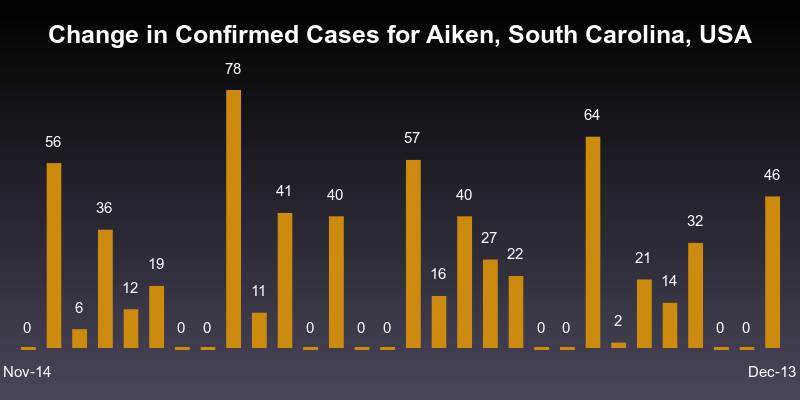 Change in Confirmed Cases for Aiken, South Carolina, USA
0 56 6 36 12 19 0 0 78 11 41 0 40 0 0 57 16 40 27 22 0 0 64 2 21 14 32 0 0 46
Nov-14 Dec-13